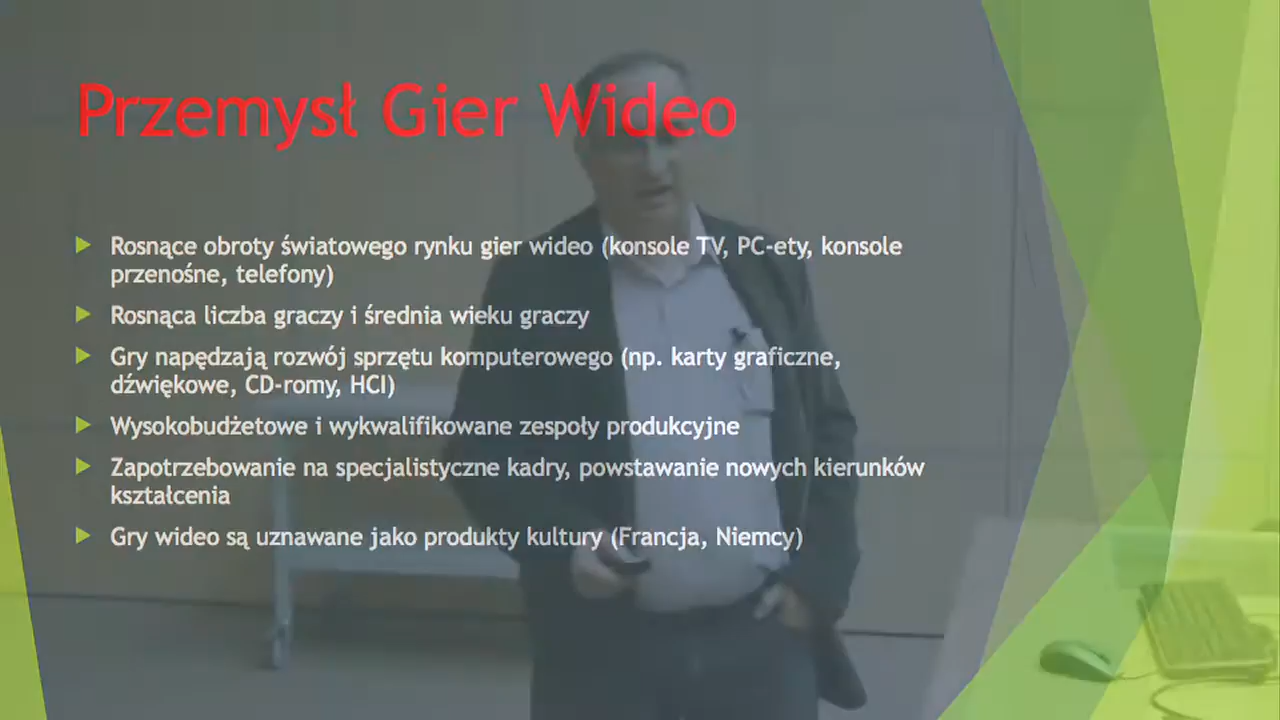 Przemysł Gier Wideo
Rosnące obroty światowego rynku gier wideo (konsole TV, PC-ety, konsole
przenośne, telefony)
Rosnąca liczba graczy i średnia wieku graczy
Gry napędzają rozwój sprzętu komputerowego (np. karty graficzne,
dźwiękowe, CD-romy, HCI)
Wysokobudżetowe i wykwalifikowane zespoły produkcyjne
Zapotrzebowanie na specjalistyczne kadry, powstawanie nowych kierunków
kształcenia
Gry wideo są uznawane jako produkty kultury (Francja, Niemcy)